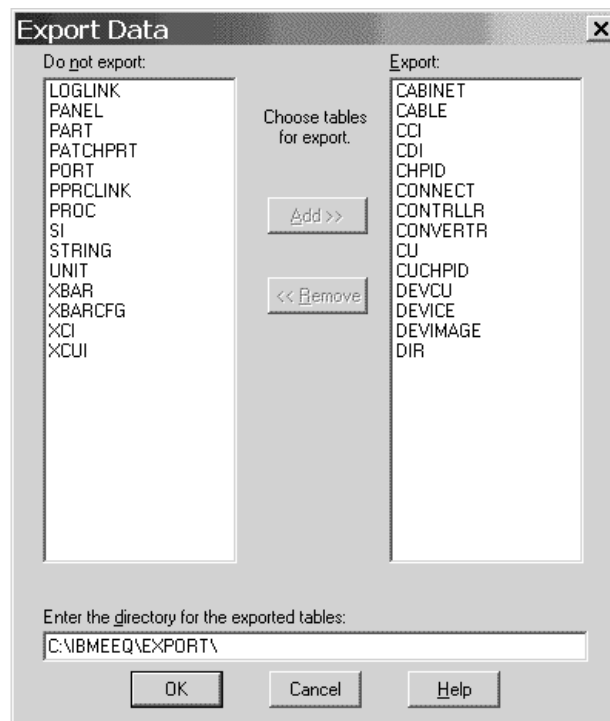 Export Data
Do not export:
LOGLINK
PANEL
PART
PATCHPRT
PORT
PPRCLINK
PROC
SI
STRING
UNIT
XBAR
XBARCFG
XCI
XCUI
Choose tables
for export.
Add >>
<< Remove
Export:
CABINET
CABLE
CCI
CDI
CHPID
CONNECT
CONTRLLR
CONVERTR
CU
CUCHPID
DEVCU
DEVICE
DEVIMAGE
DIR
Enter the directory for the exported tables:
C:\IBMEEQ\EXPORT\
OK
Cancel
Help